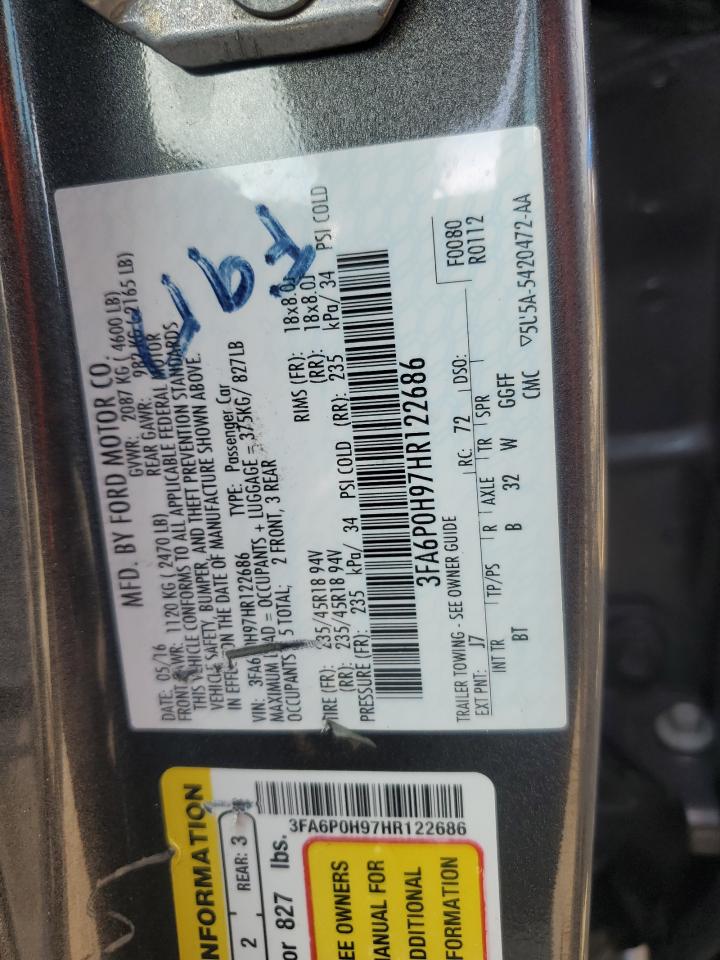 MFD. BY FORD MOTOR CO.
DATE: 05/16 GVWR: 2087 KG ( 4600 LB)
FRONT GAWR: 1120 KG ( 2470 LB) REAR GAWR: 982 KG ( 2165 LB)
THIS VEHICLE CONFORMS TO ALL APPLICABLE FEDERAL MOTOR
VEHICLE SAFETY, BUMPER, AND THEFT PREVENTION STANDARDS
IN EFFECT ON THE DATE OF MANUFACTURE SHOWN ABOVE.
VIN: 3FA6P0H97HR122686 TYPE: Passenger Car
MAXIMUM LOAD = OCCUPANTS + LUGGAGE = 375KG/ 827LB
OCCUPANTS 5 TOTAL; 2 FRONT, 3 REAR
TIRE (FR): 235/45R18 94V RIMS (FR): 18x8.0J
(RR): 235/45R18 94V (RR): 18x8.0J
PRESSURE (FR): 235 kPa/ 34 PSI COLD (RR): 235 kPa/ 34 PSI COLD
3FA6P0H97HR122686
TRAILER TOWING - SEE OWNER GUIDE
F0080
EXT PNT: J7 RC: 72 DSO: R0112
INT TR TP/PS R AXLE TR SPR
BT B 32 W GGFF
CMC
5U5A-5420472-AA
NFORMATION
2 REAR: 3
or 827 lbs.
3FA6P0H97HR122686
EE OWNERS
ANUAL FOR
DDITIONAL
FORMATION